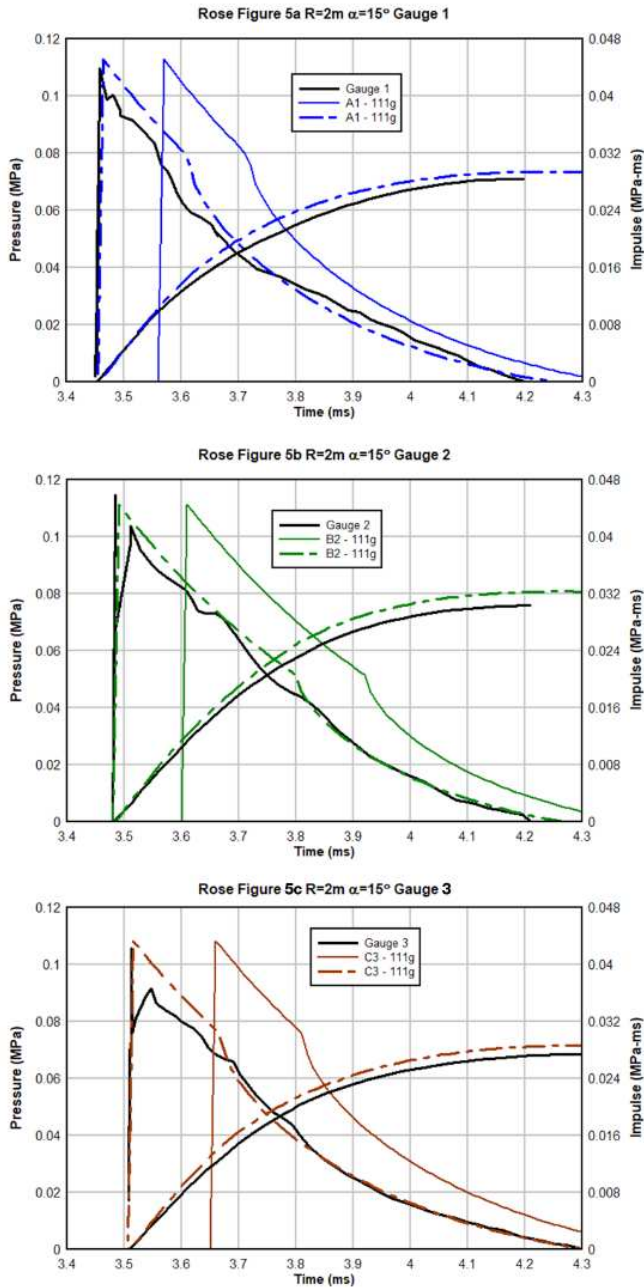 Rose Figure 5a R=2m α=15° Gauge 1
0.12
0.1
0.08
0.06
0.04
0.02
0
Pressure (MPa)
Gauge 1
A1 - 111g
A1 - 111g
0.048
0.04
0.032
0.024
0.016
0.008
0
Impulse (MPa-ms)
3.4 3.5 3.6 3.7 3.8 3.9 4 4.1 4.2 4.3
Time (ms)
Rose Figure 5b R=2m α=15° Gauge 2
0.12
0.1
0.08
0.06
0.04
0.02
0
Pressure (MPa)
Gauge 2
B2 - 111g
B2 - 111g
0.048
0.04
0.032
0.024
0.016
0.008
0
Impulse (MPa-ms)
3.4 3.5 3.6 3.7 3.8 3.9 4 4.1 4.2 4.3
Time (ms)
Rose Figure 5c R=2m α=15° Gauge 3
0.12
0.1
0.08
0.06
0.04
0.02
0
Pressure (MPa)
Gauge 3
C3 - 111g
C3 - 111g
0.048
0.04
0.032
0.024
0.016
0.008
0
Impulse (MPa-ms)
3.4 3.5 3.6 3.7 3.8 3.9 4 4.1 4.2 4.3
Time (ms)